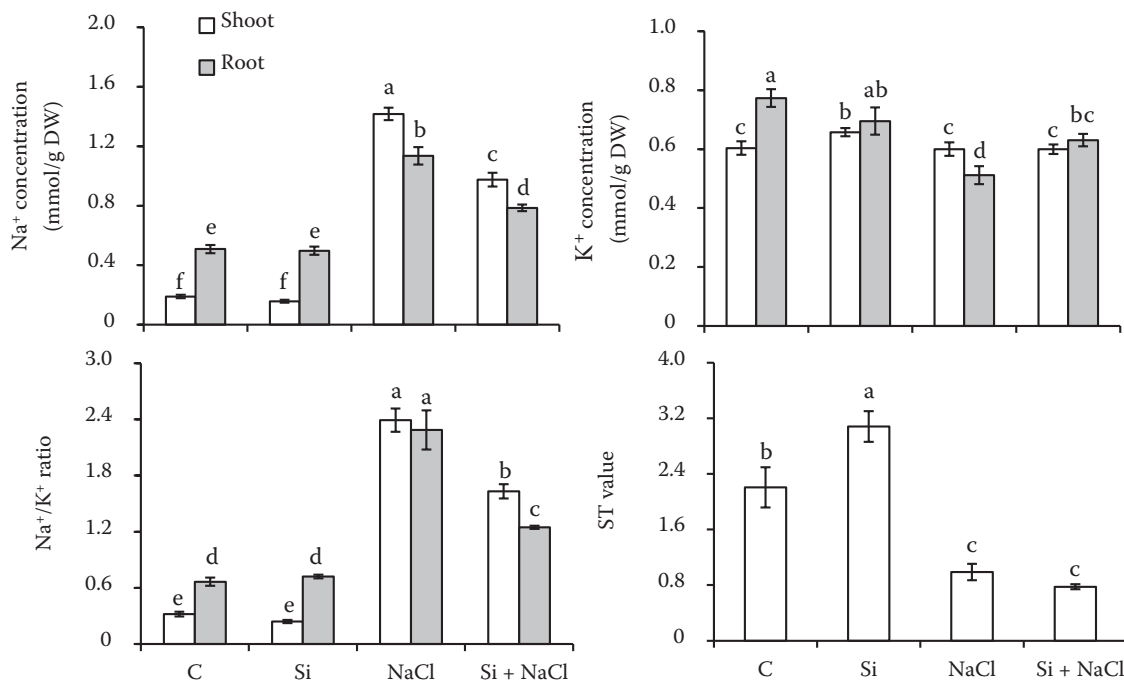 Shoot
Root
Na⁺ concentration
(mmol/g DW)
2.0
1.6
1.2
0.8
0.4
0
f
e
f
e
a
b
c
d
K⁺ concentration
(mmol/g DW)
1.0
0.8
0.6
0.4
0.2
0
c
a
b
ab
c
d
c
bc
Na⁺/K⁺ ratio
3.0
2.4
1.8
1.2
0.6
0
e
d
e
d
a
a
b
c
C
Si
NaCl
Si + NaCl
ST value
4.0
3.2
2.4
1.6
0.8
0
b
a
c
c
C
Si
NaCl
Si + NaCl